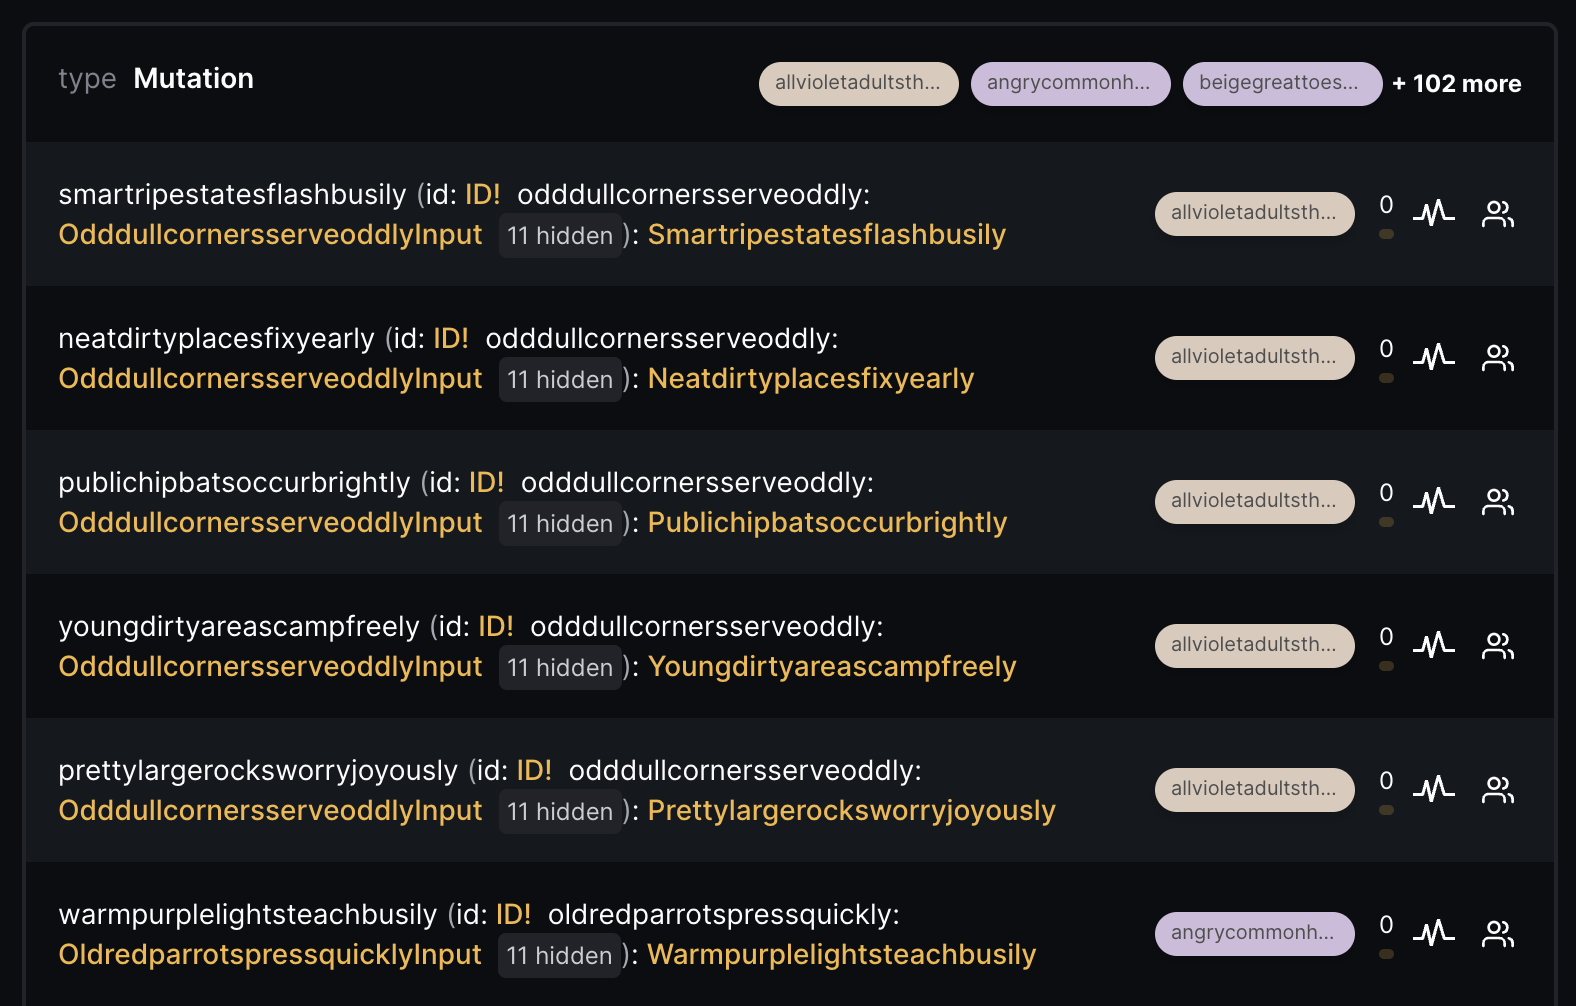 type Mutation allvioletadultsth... angrycommonh... beigegreattoes... + 102 more
smartripestatesflashbusily (id: ID! odddullcornersserveoddly:
OdddullcornersserveoddlyInput 11 hidden ): Smartripestatesflashbusily
allvioletadultsth... 0
neatdirtyplacesfixyearly (id: ID! odddullcornersserveoddly:
OdddullcornersserveoddlyInput 11 hidden ): Neatdirtyplacesfixyearly
allvioletadultsth... 0
publichipbatsoccurbrightly (id: ID! odddullcornersserveoddly:
OdddullcornersserveoddlyInput 11 hidden ): Publichipbatsoccurbrightly
allvioletadultsth... 0
youngdirtyareascampfreely (id: ID! odddullcornersserveoddly:
OdddullcornersserveoddlyInput 11 hidden ): Youngdirtyareascampfreely
allvioletadultsth... 0
prettylargerocksworryjoyously (id: ID! odddullcornersserveoddly:
OdddullcornersserveoddlyInput 11 hidden ): Prettylargerocksworryjoyously
allvioletadultsth... 0
warmpurplelightsteachbusily (id: ID! oldredparrotspressquickly:
OldredparrotspressquicklyInput 11 hidden ): Warmpurplelightsteachbusily
angrycommonh... 0